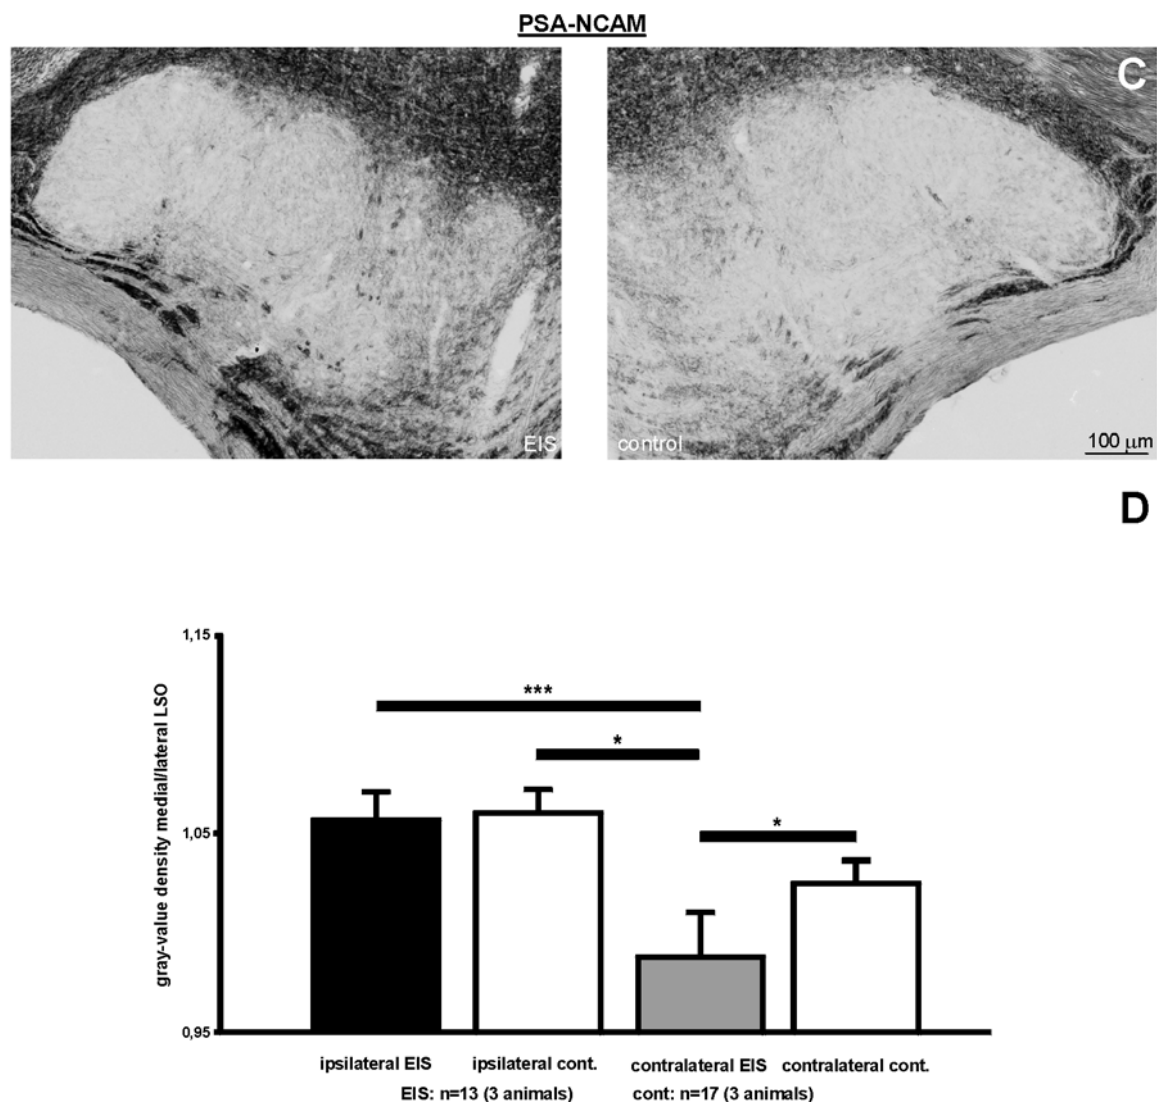 PSA-NCAM
C
EIS
control
100 µm
D
1,15
1,05
0,95
gray-value density medial/lateral LSO
***
*
*
ipsilateral EIS ipsilateral cont. contralateral EIS contralateral cont.
EIS: n=13 (3 animals) cont: n=17 (3 animals)